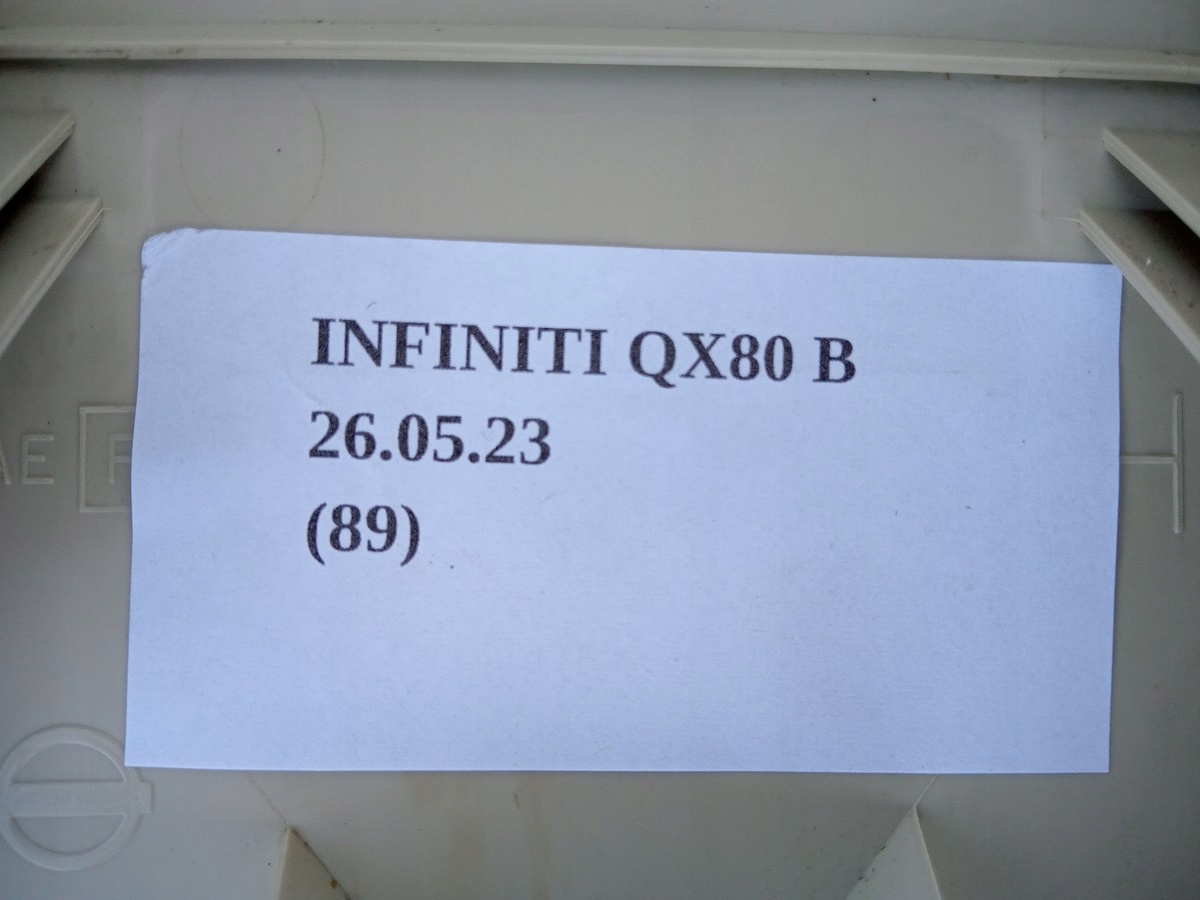 INFINITI QX80 B
26.05.23
(89)